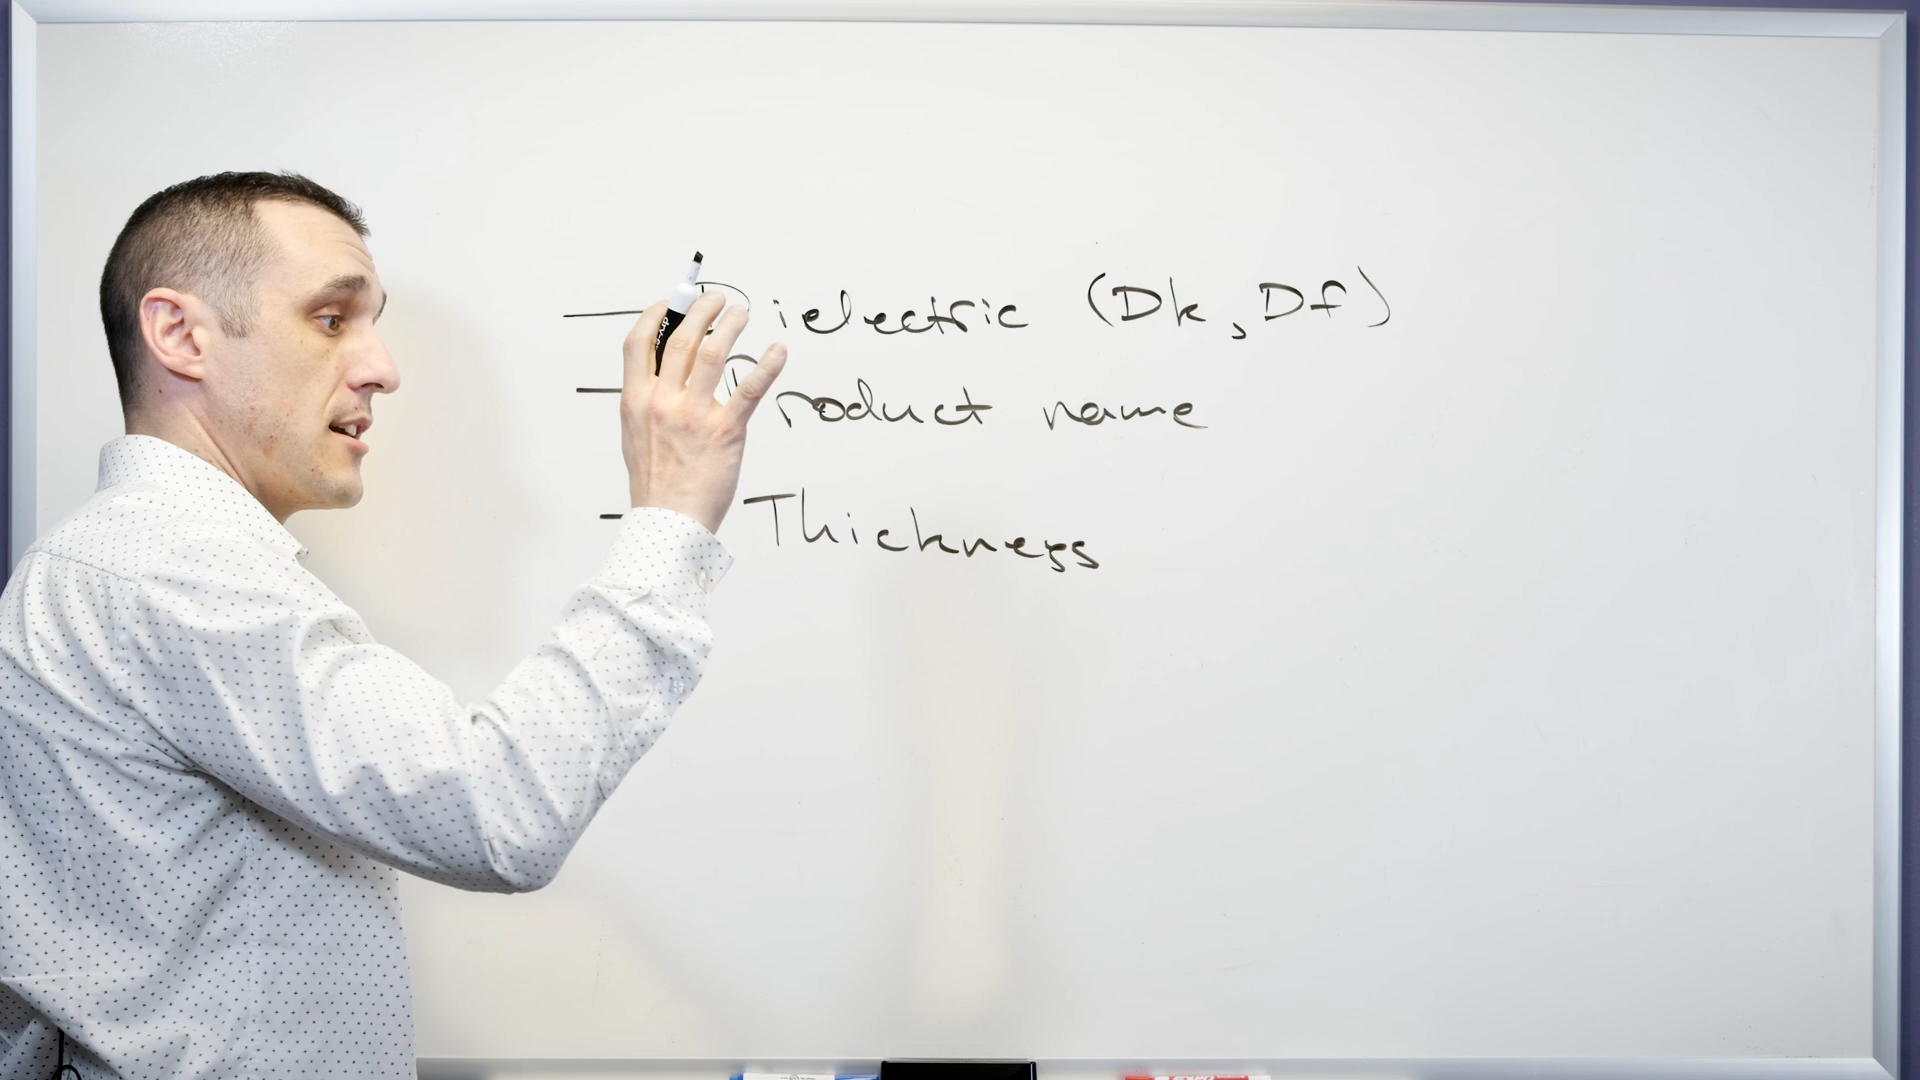 — Dielectric (Dk, Df)
— Product name
— Thickness